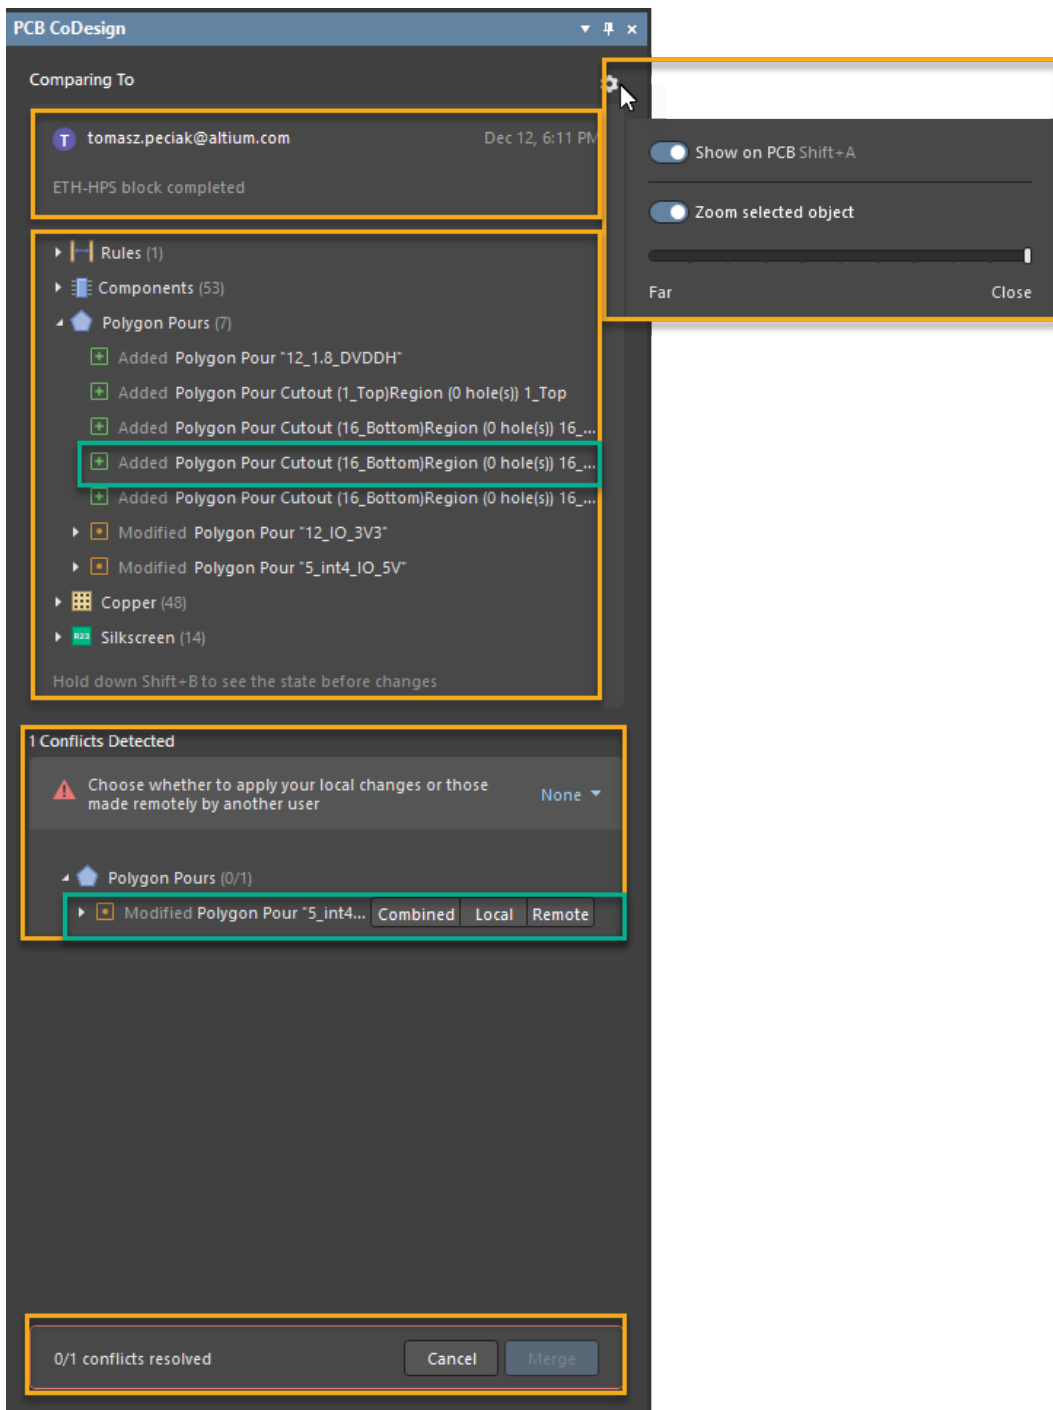 PCB CoDesign
Comparing To
T tomasz.peciak@altium.com Dec 12, 6:11 PM
ETH-HPS block completed
Show on PCB Shift+A
Zoom selected object
Far Close
Rules (1)
Components (53)
Polygon Pours (7)
Added Polygon Pour "12_1.8_DVDDH"
Added Polygon Pour Cutout (1_Top)Region (0 hole(s)) 1_Top
Added Polygon Pour Cutout (16_Bottom)Region (0 hole(s)) 16_...
Added Polygon Pour Cutout (16_Bottom)Region (0 hole(s)) 16_...
Added Polygon Pour Cutout (16_Bottom)Region (0 hole(s)) 16_...
Modified Polygon Pour "12_IO_3V3"
Modified Polygon Pour "5_int4_IO_5V"
Copper (48)
R23 Silkscreen (14)
Hold down Shift+B to see the state before changes
1 Conflicts Detected
Choose whether to apply your local changes or those
made remotely by another user
None
Polygon Pours (0/1)
Modified Polygon Pour "5_int4... Combined Local Remote
0/1 conflicts resolved Cancel Merge